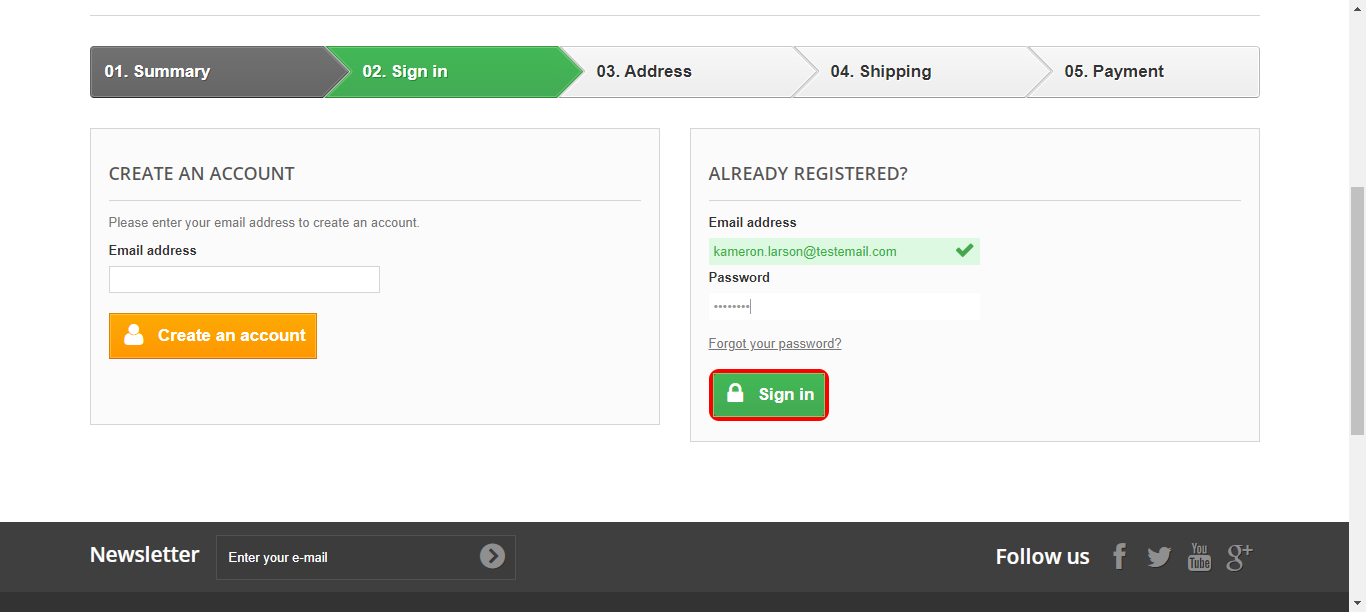 01. Summary
02. Sign in
03. Address
04. Shipping
05. Payment
CREATE AN ACCOUNT
Please enter your email address to create an account.
Email address
Create an account
ALREADY REGISTERED?
Email address
kameron.larson@testemail.com
Password
••••••••
Forgot your password?
Sign in
Newsletter
Enter your e-mail
Follow us
You
Tube
g+